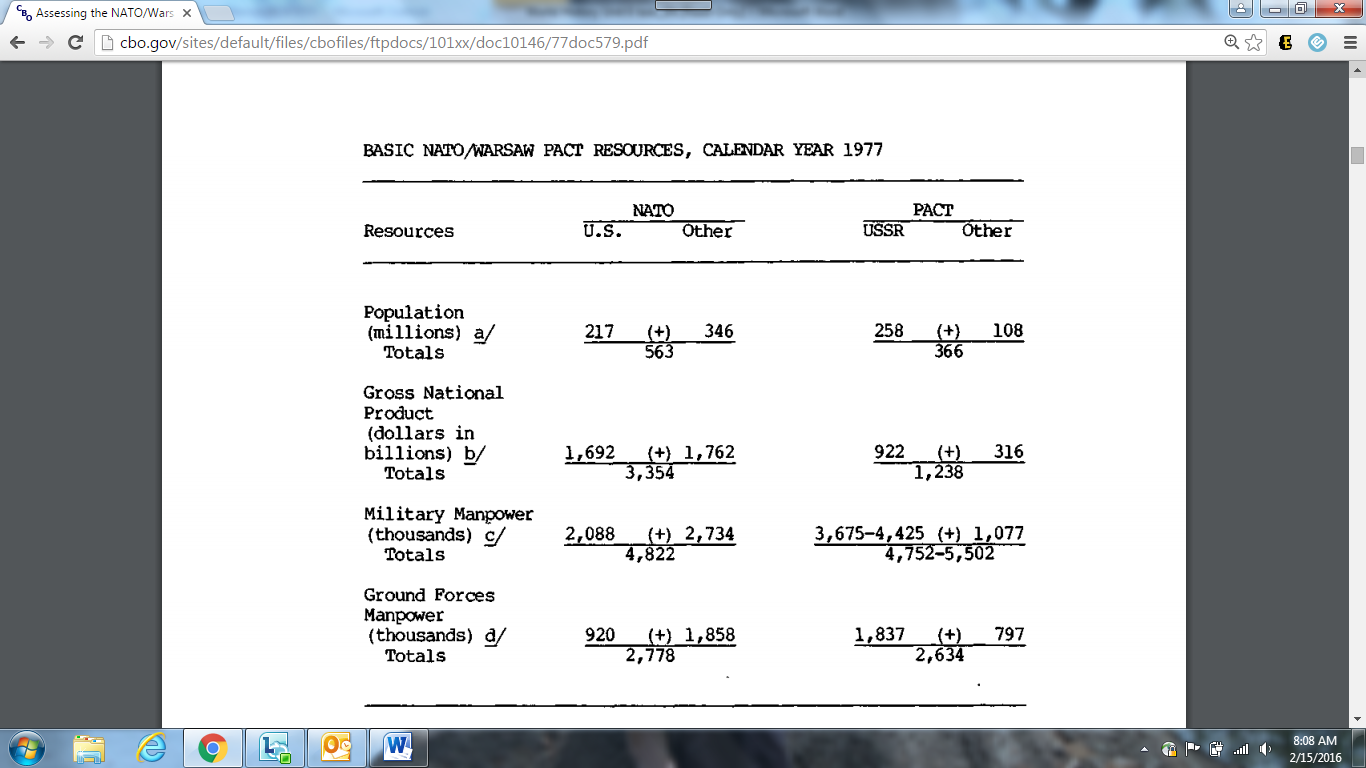 Assessing the NATO/Wars
cbo.gov/sites/default/files/cbofiles/ftpdocs/101xx/doc10146/77doc579.pdf
BASIC NATO/WARSAW PACT RESOURCES, CALENDAR YEAR 1977
NATO PACT
Resources U.S. Other USSR Other
Population
(millions) a/ 217 (+) 346 258 (+) 108
Totals 563 366
Gross National
Product
(dollars in
billions) b/ 1,692 (+) 1,762 922 (+) 316
Totals 3,354 1,238
Military Manpower
(thousands) c/ 2,088 (+) 2,734 3,675-4,425 (+) 1,077
Totals 4,822 4,752-5,502
Ground Forces
Manpower
(thousands) d/ 920 (+) 1,858 1,837 (+) 797
Totals 2,778 2,634
8:08 AM
2/15/2016